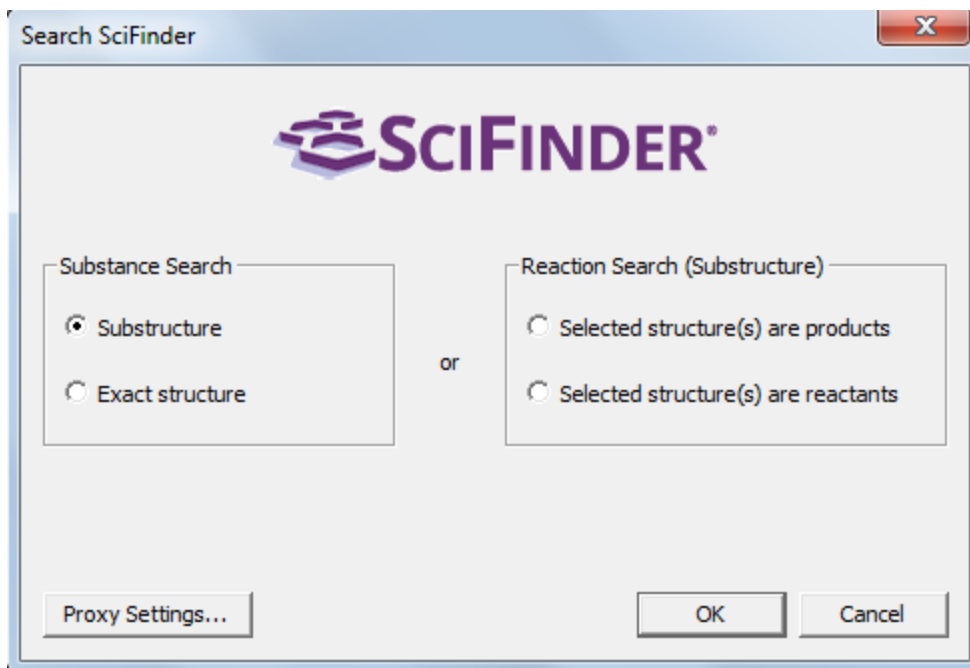 Search SciFinder
SCIFINDER®
Substance Search
Substructure
Exact structure
or
Reaction Search (Substructure)
Selected structure(s) are products
Selected structure(s) are reactants
Proxy Settings...
OK
Cancel